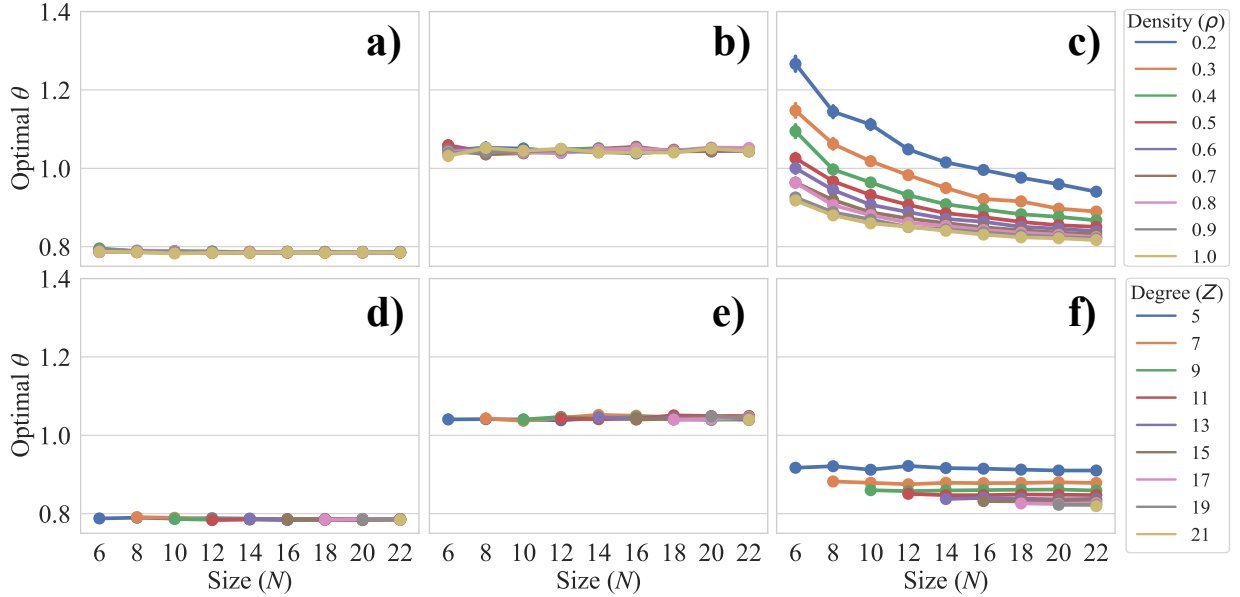 1.4
1.2
1.0
0.8
Optimal θ
a)
b)
c)
Density (ρ)
0.2
0.3
0.4
0.5
0.6
0.7
0.8
0.9
1.0
1.4
1.2
1.0
0.8
Optimal θ
d)
e)
f)
Degree (Z)
5
7
9
11
13
15
17
19
21
6 8 10 12 14 16 18 20 22
Size (N)
6 8 10 12 14 16 18 20 22
Size (N)
6 8 10 12 14 16 18 20 22
Size (N)